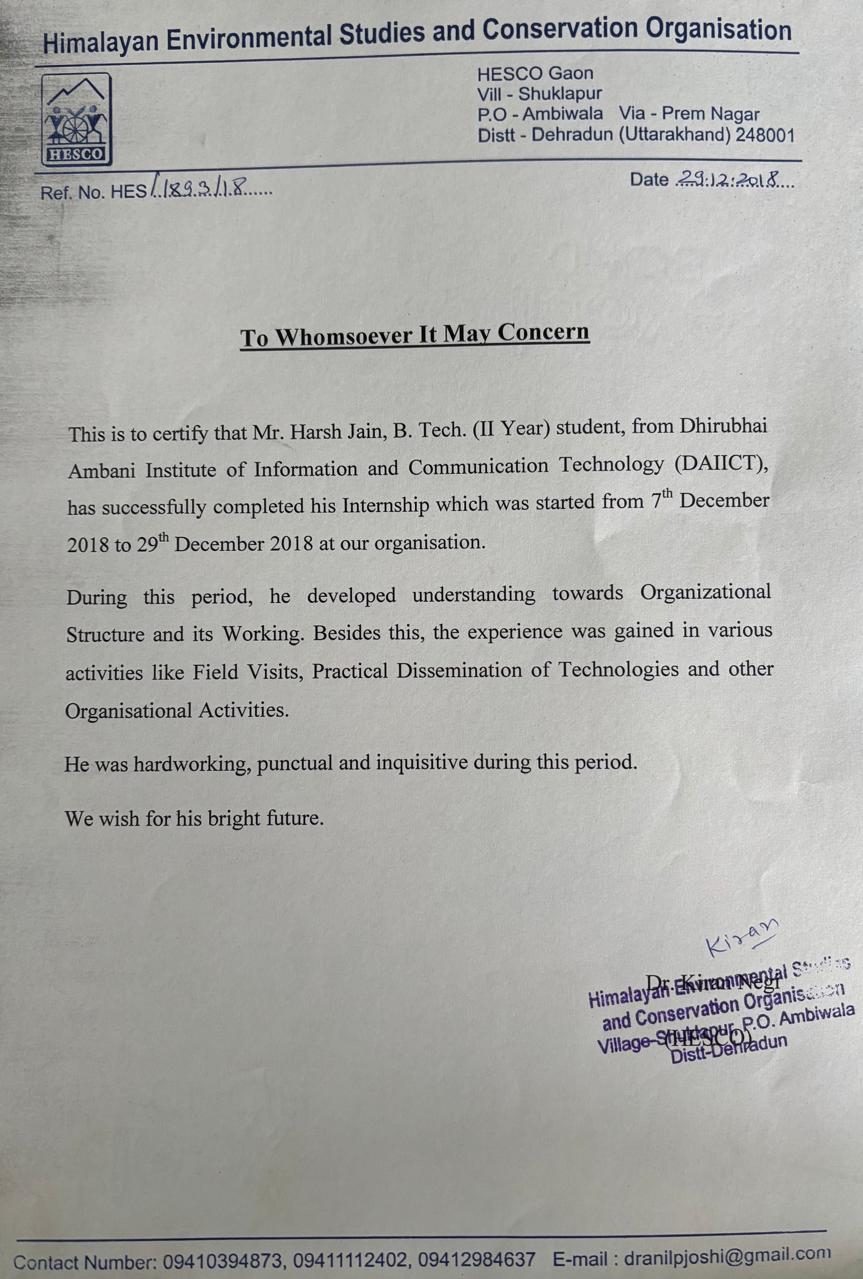 Himalayan Environmental Studies and Conservation Organisation
HESCO
HESCO Gaon
Vill - Shuklapur
P.O - Ambiwala Via - Prem Nagar
Distt - Dehradun (Uttarakhand) 248001
Ref. No. HES/.1893/18......
Date .29.12.2018....
To Whomsoever It May Concern
This is to certify that Mr. Harsh Jain, B. Tech. (II Year) student, from Dhirubhai
Ambani Institute of Information and Communication Technology (DAIICT),
has successfully completed his Internship which was started from 7th December
2018 to 29th December 2018 at our organisation.
During this period, he developed understanding towards Organizational
Structure and its Working. Besides this, the experience was gained in various
activities like Field Visits, Practical Dissemination of Technologies and other
Organisational Activities.
He was hardworking, punctual and inquisitive during this period.
We wish for his bright future.
Kiran
Dr. Kiran Negi
(HESCO)
Himalayan Environmental Studies
and Conservation Organisation
Village-Shuklapur, P.O. Ambiwala
Distt-Dehradun
Contact Number: 09410394873, 09411112402, 09412984637 E-mail : dranilpjoshi@gmail.com